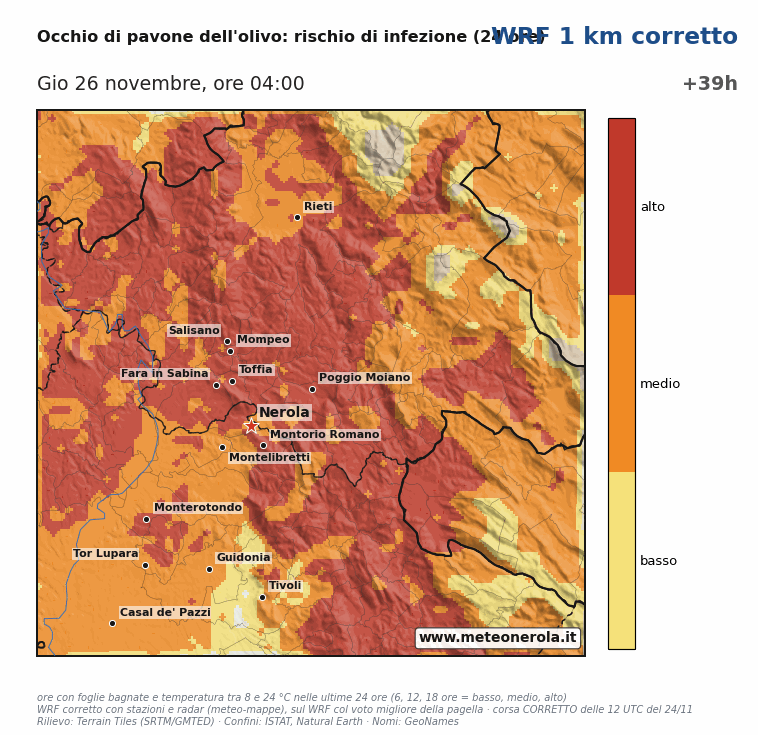 Occhio di pavone dell'olivo: rischio di infezione (24 ore)
WRF 1 km corretto
Gio 26 novembre, ore 04:00
+39h
Rieti
alto
Salisano
Mompeo
Toffia
Fara in Sabina
Poggio Moiano
medio
Nerola
Montorio Romano
Montelibretti
Monterotondo
Tor Lupara
Guidonia
basso
Tivoli
Casal de' Pazzi
www.meteonerola.it
ore con foglie bagnate e temperatura tra 8 e 24 °C nelle ultime 24 ore (6, 12, 18 ore = basso, medio, alto)
WRF corretto con stazioni e radar (meteo-mappe), sul WRF col voto migliore della pagella · corsa CORRETTO delle 12 UTC del 24/11
Rilievo: Terrain Tiles (SRTM/GMTED) · Confini: ISTAT, Natural Earth · Nomi: GeoNames